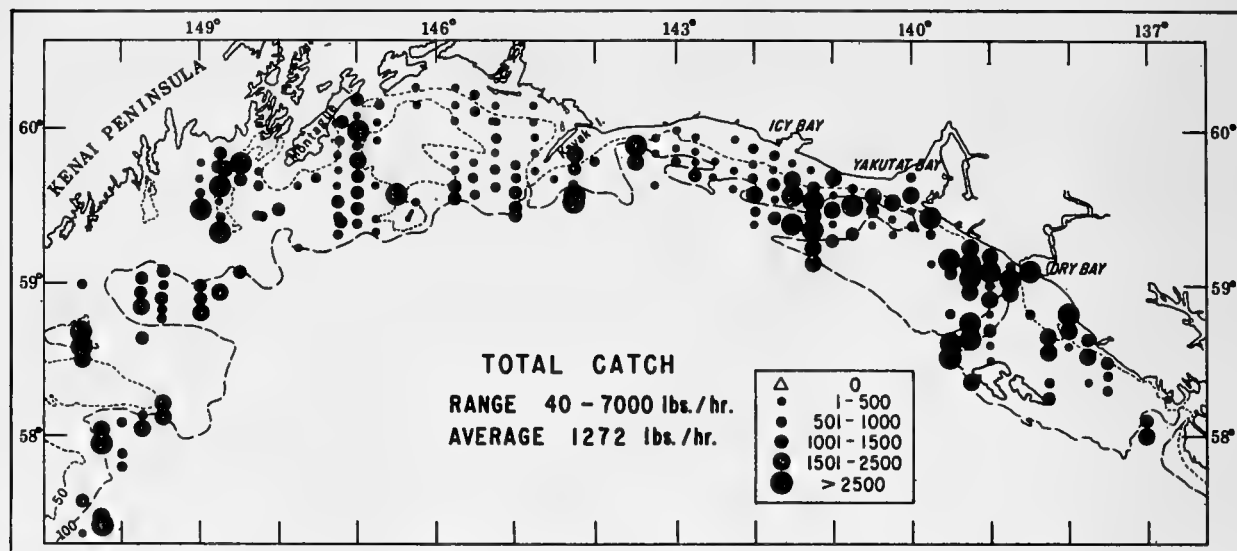 149° 146° 143° 140° 137°
60° 60°
59° 59°
58° 58°
KENAI PENINSULA
Montague
Kayak I.
ICY BAY
YAKUTAT BAY
DRY BAY
TOTAL CATCH
RANGE 40 – 7000 lbs./hr.
AVERAGE 1272 lbs./hr.
0
1 - 500
501 - 1000
1001 - 1500
1501 - 2500
> 2500
50
100